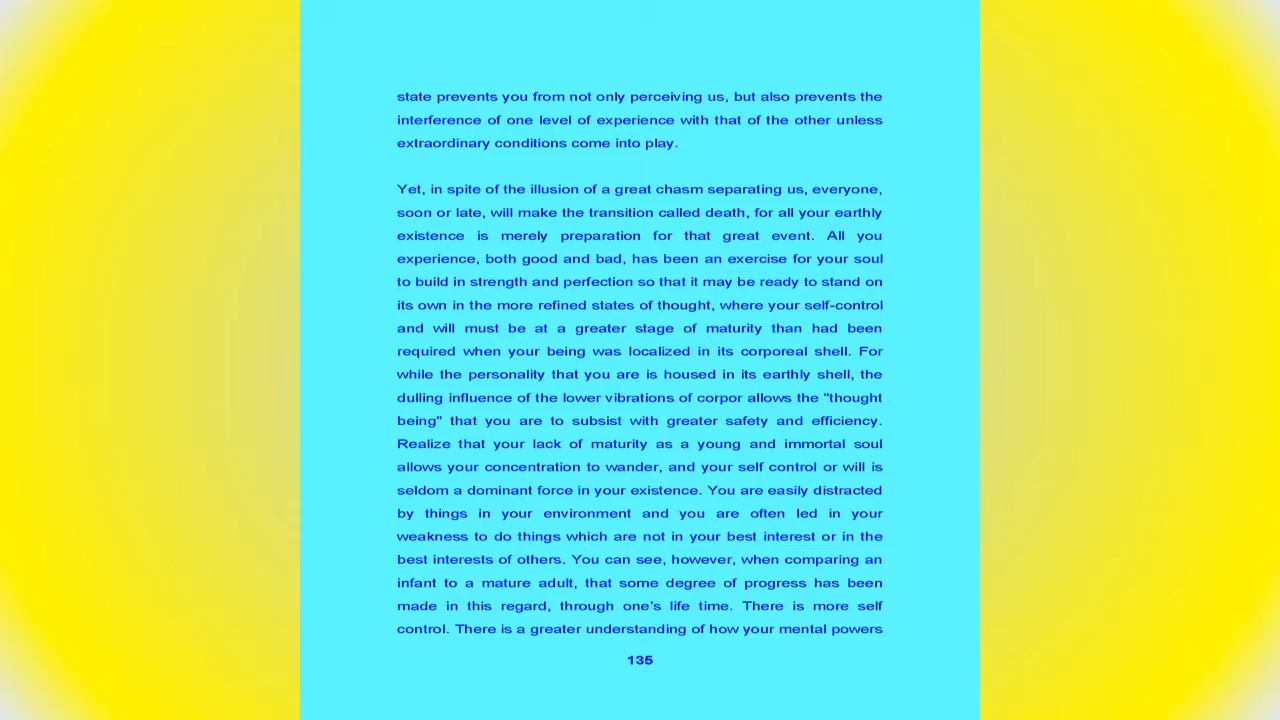 state prevents you from not only perceiving us, but also prevents the
interference of one level of experience with that of the other unless
extraordinary conditions come into play.
Yet, in spite of the illusion of a great chasm separating us, everyone,
soon or late, will make the transition called death, for all your earthly
existence is merely preparation for that great event. All you
experience, both good and bad, has been an exercise for your soul
to build in strength and perfection so that it may be ready to stand on
its own in the more refined states of thought, where your self-control
and will must be at a greater stage of maturity than had been
required when your being was localized in its corporeal shell. For
while the personality that you are is housed in its earthly shell, the
dulling influence of the lower vibrations of corpor allows the "thought
being" that you are to subsist with greater safety and efficiency.
Realize that your lack of maturity as a young and immortal soul
allows your concentration to wander, and your self control or will is
seldom a dominant force in your existence. You are easily distracted
by things in your environment and you are often led in your
weakness to do things which are not in your best interest or in the
best interests of others. You can see, however, when comparing an
infant to a mature adult, that some degree of progress has been
made in this regard, through one’s life time. There is more self
control. There is a greater understanding of how your mental powers
135